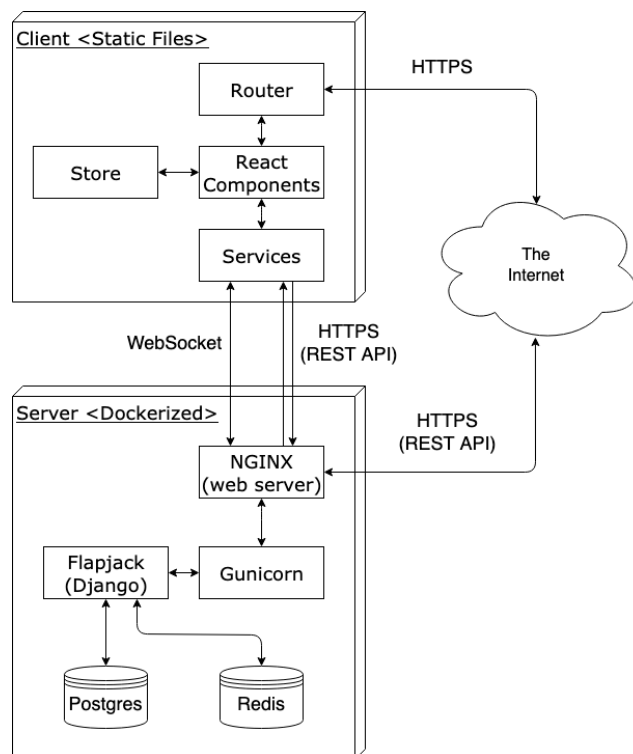 Client <Static Files>
HTTPS
Router
Store
React
Components
Services
The
Internet
WebSocket
HTTPS
(REST API)
Server <Dockerized>
HTTPS
(REST API)
NGINX
(web server)
Flapjack
(Django)
Gunicorn
Postgres
Redis